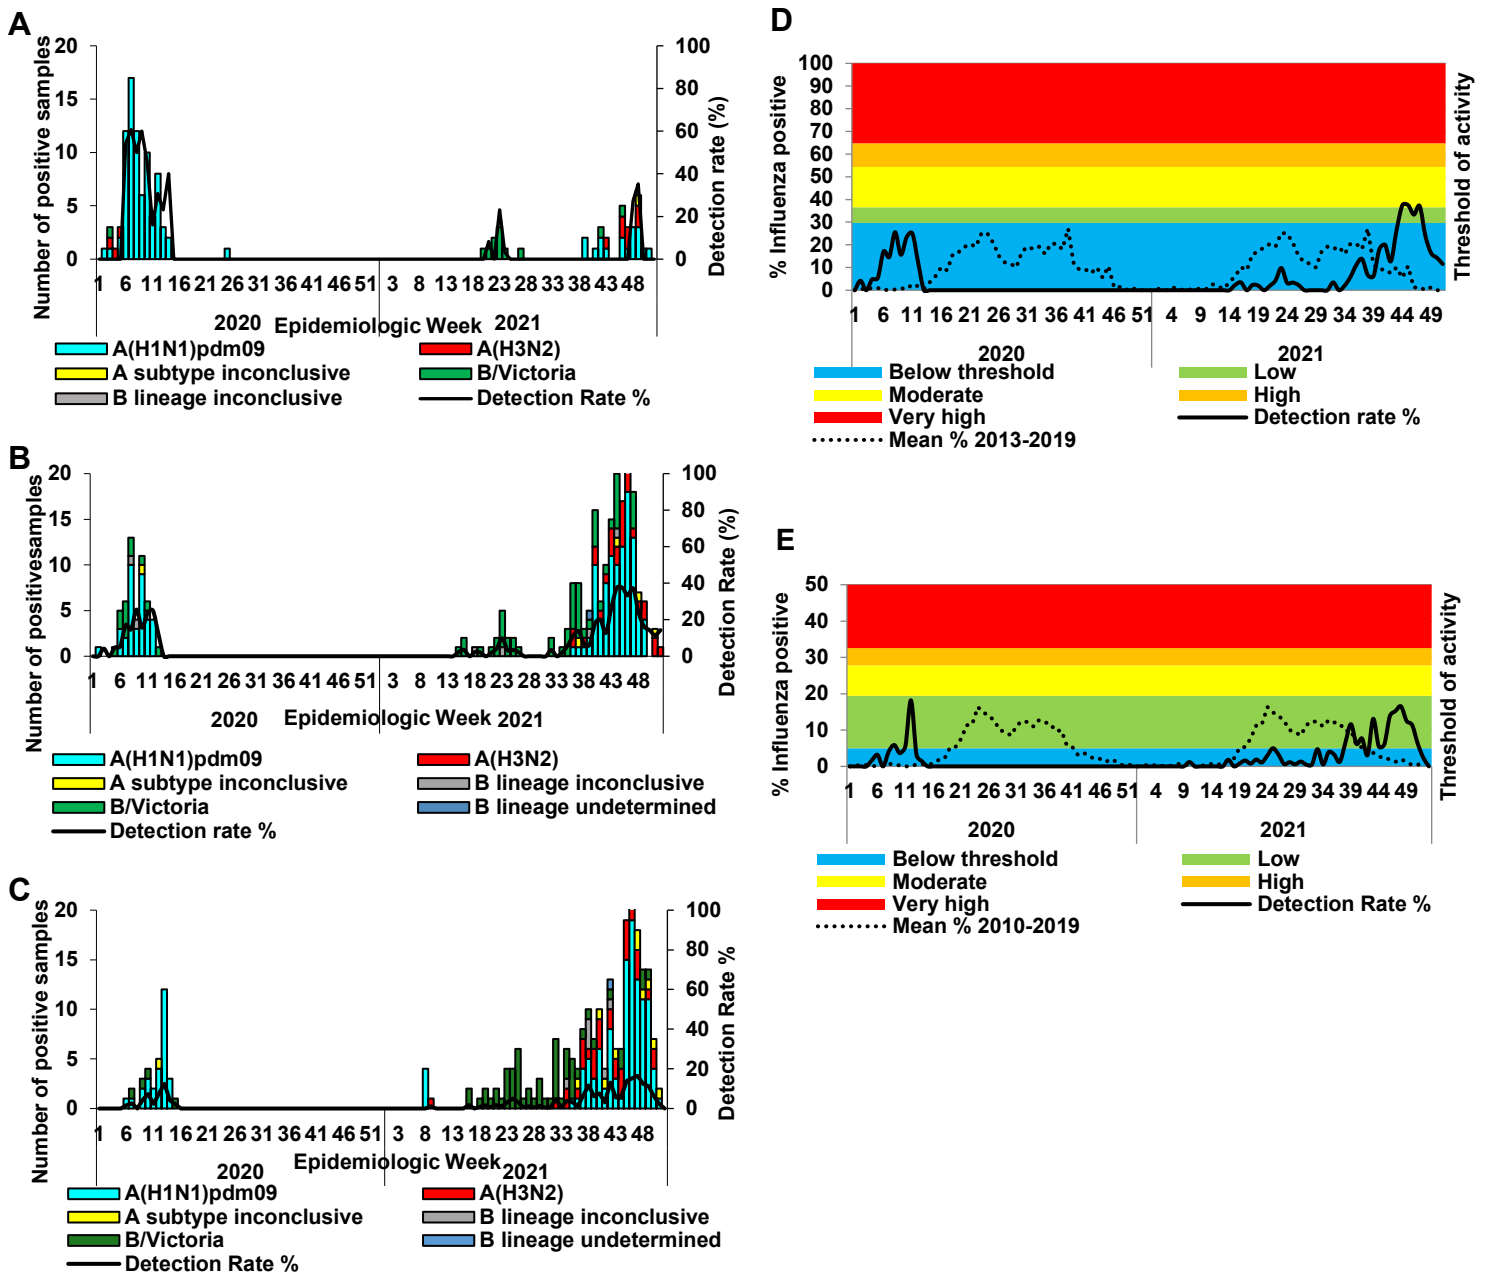 A
Number of positive samples
20
15
10
5
0
100
80
60
40
20
0
Detection rate (%)
1 6 11 16 21 26 31 36 41 46 51 3 8 13 18 23 28 33 38 43 48
2020 Epidemiologic Week 2021
A(H1N1)pdm09 A(H3N2)
A subtype inconclusive B/Victoria
B lineage inconclusive Detection Rate %
B
Number of positivesamples
20
15
10
5
0
100
80
60
40
20
0
Detection Rate (%)
1 6 11 16 21 26 31 36 41 46 51 3 8 13 18 23 28 33 38 43 48
2020 Epidemiologic Week 2021
A(H1N1)pdm09 A(H3N2)
A subtype inconclusive B lineage inconclusive
B/Victoria B lineage undetermined
Detection rate %
C
Number of positive samples
20
15
10
5
0
100
80
60
40
20
0
Detection Rate %
1 6 11 16 21 26 31 36 41 46 51 3 8 13 18 23 28 33 38 43 48
2020 Epidemiologic Week 2021
A(H1N1)pdm09 A(H3N2)
A subtype inconclusive B lineage inconclusive
B/Victoria B lineage undetermined
Detection Rate %
D
% Influenza positive
100
90
80
70
60
50
40
30
20
10
0
Threshold of activity
1 6 11 16 21 26 31 36 41 46 51 4 9 14 19 24 29 34 39 44 49
2020 2021
Below threshold Low
Moderate High
Very high Detection rate %
Mean % 2013-2019
E
% Influenza positive
50
40
30
20
10
0
Threshold of activity
1 6 11 16 21 26 31 36 41 46 51 4 9 14 19 24 29 34 39 44 49
2020 2021
Below threshold Low
Moderate High
Very high Detection Rate %
Mean % 2010-2019